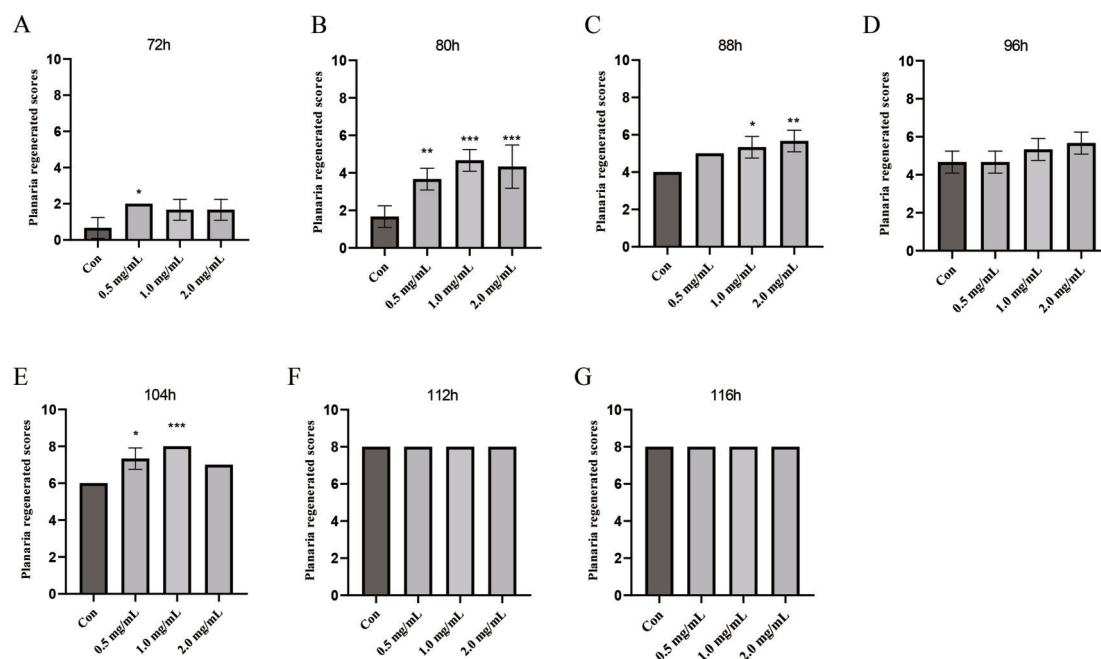 A
72h
Planaria regenerated scores
10
8
6
4
2
0
*
Con
0.5 mg/mL
1.0 mg/mL
2.0 mg/mL
B
80h
Planaria regenerated scores
10
8
6
4
2
0
**
***
***
Con
0.5 mg/mL
1.0 mg/mL
2.0 mg/mL
C
88h
Planaria regenerated scores
10
8
6
4
2
0
*
**
Con
0.5 mg/mL
1.0 mg/mL
2.0 mg/mL
D
96h
Planaria regenerated scores
10
8
6
4
2
0
Con
0.5 mg/mL
1.0 mg/mL
2.0 mg/mL
E
104h
Planaria regenerated scores
10
8
6
4
2
0
*
***
Con
0.5 mg/mL
1.0 mg/mL
2.0 mg/mL
F
112h
Planaria regenerated scores
10
8
6
4
2
0
Con
0.5 mg/mL
1.0 mg/mL
2.0 mg/mL
G
116h
Planaria regenerated scores
10
8
6
4
2
0
Con
0.5 mg/mL
1.0 mg/mL
2.0 mg/mL